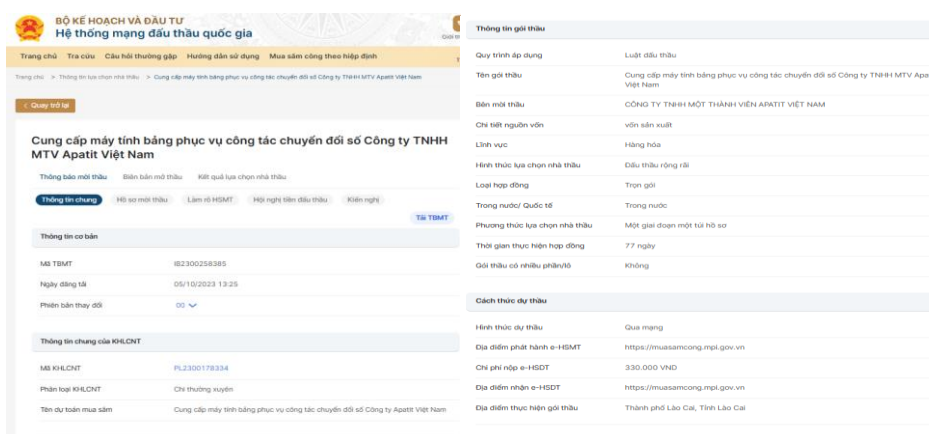 BỘ KẾ HOẠCH VÀ ĐẦU TƯ
Hệ thống mạng đấu thầu quốc gia
Trang chủ Tra cứu Câu hỏi thường gặp Hướng dẫn sử dụng Mua sắm công theo hiệp định
Trang chủ > Thông tin lựa chọn nhà thầu > Cung cấp máy tính bảng phục vụ công tác chuyển đổi số Công ty TNHH MTV Apatit Việt Nam
< Quay trở lại
Cung cấp máy tính bảng phục vụ công tác chuyển đổi số Công ty TNHH
MTV Apatit Việt Nam
Thông báo mời thầu Biên bản mở thầu Kết quả lựa chọn nhà thầu
Thông tin chung Hồ sơ mời thầu Làm rõ HSMT Hội nghị tiền đấu thầu Kiến nghị
Tải TBMT
Thông tin cơ bản
Mã TBMT IB2300258385
Ngày đăng tải 05/10/2023 13:25
Phiên bản thay đổi 00
Thông tin chung của KHLCNT
Mã KHLCNT PL2300178334
Phân loại KHLCNT Chi thường xuyên
Tên dự toán mua sắm Cung cấp máy tính bảng phục vụ công tác chuyển đổi số Công ty Apatit Việt Nam
Thông tin gói thầu
Quy trình áp dụng Luật đấu thầu
Tên gói thầu Cung cấp máy tính bảng phục vụ công tác chuyển đổi số Công ty TNHH MTV Apa
Việt Nam
Bên mời thầu CÔNG TY TNHH MỘT THÀNH VIÊN APATIT VIỆT NAM
Chi tiết nguồn vốn vốn sản xuất
Lĩnh vực Hàng hóa
Hình thức lựa chọn nhà thầu Đấu thầu rộng rãi
Loại hợp đồng Trọn gói
Trong nước/ Quốc tế Trong nước
Phương thức lựa chọn nhà thầu Một giai đoạn một túi hồ sơ
Thời gian thực hiện hợp đồng 77 ngày
Gói thầu có nhiều phần/lô Không
Cách thức dự thầu
Hình thức dự thầu Qua mạng
Địa điểm phát hành e-HSMT https://muasamcong.mpi.gov.vn
Chi phí nộp e-HSDT 330.000 VND
Địa điểm nhận e-HSDT https://muasamcong.mpi.gov.vn
Địa điểm thực hiện gói thầu Thành phố Lào Cai, Tỉnh Lào Cai